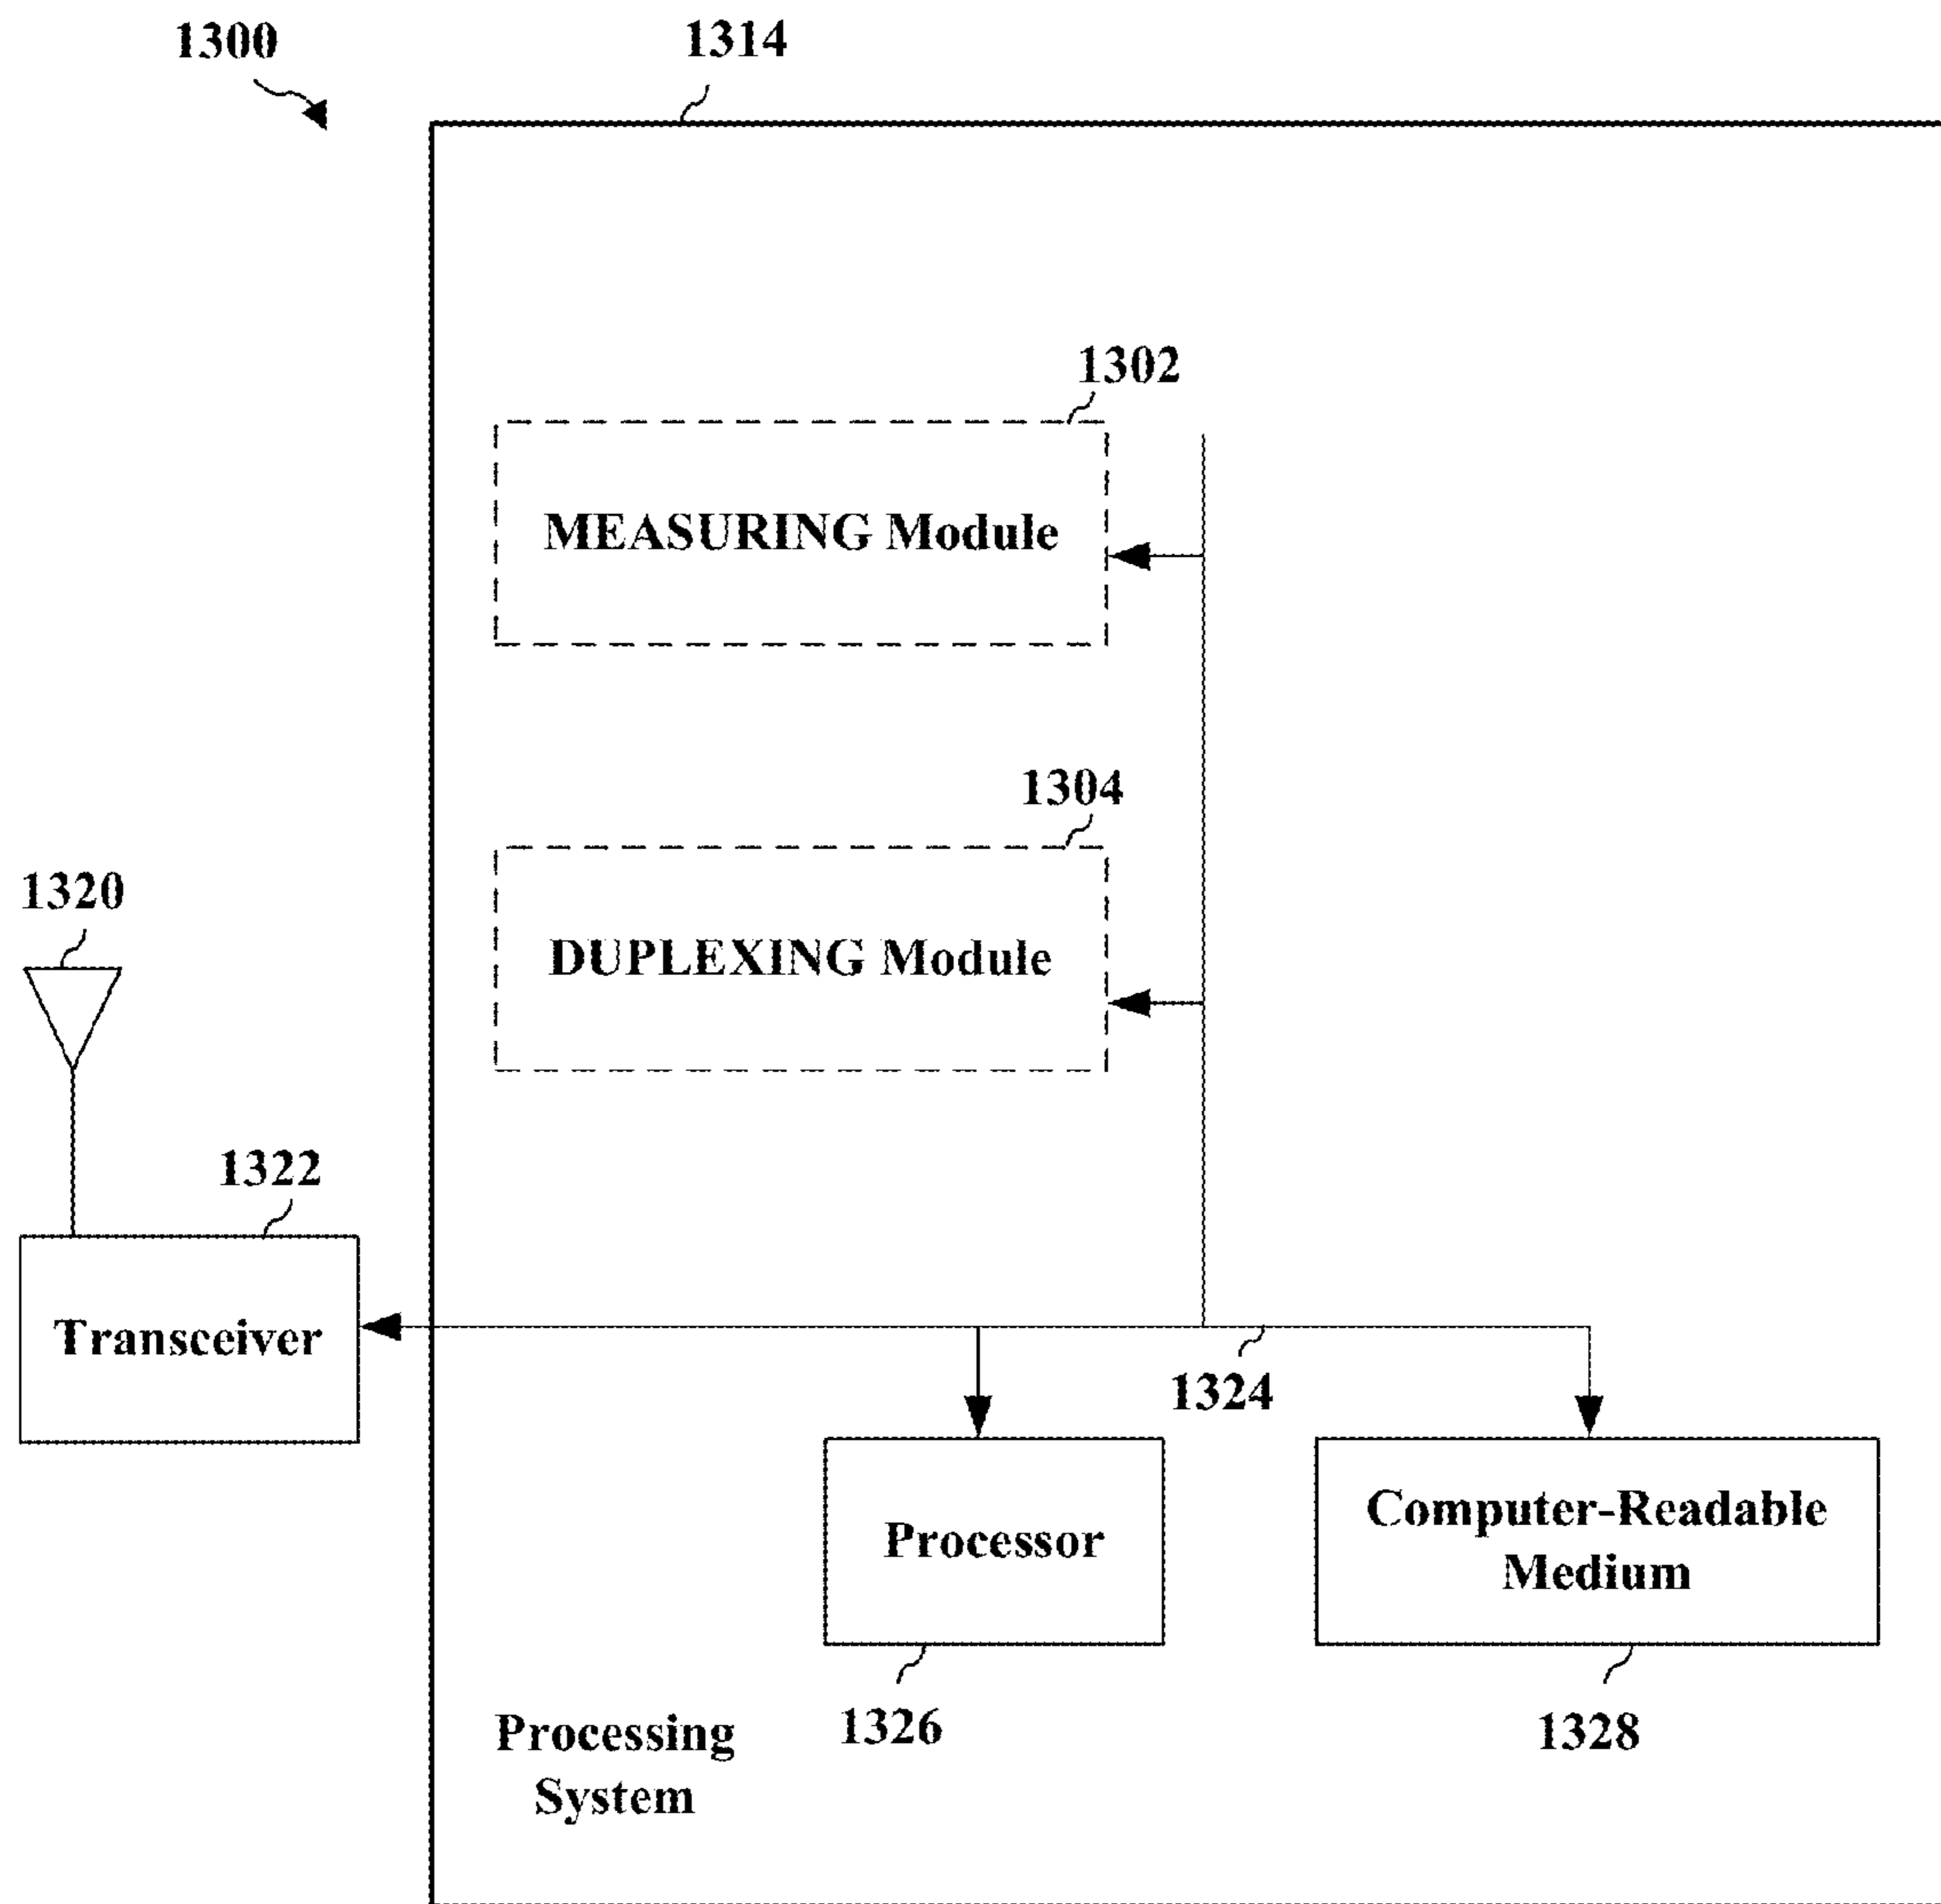 1300
1314
1302
MEASURING Module
1304
DUPLEXING Module
1320
1322
Transceiver
1324
Processor
Computer-Readable
Medium
1326
1328
Processing
System